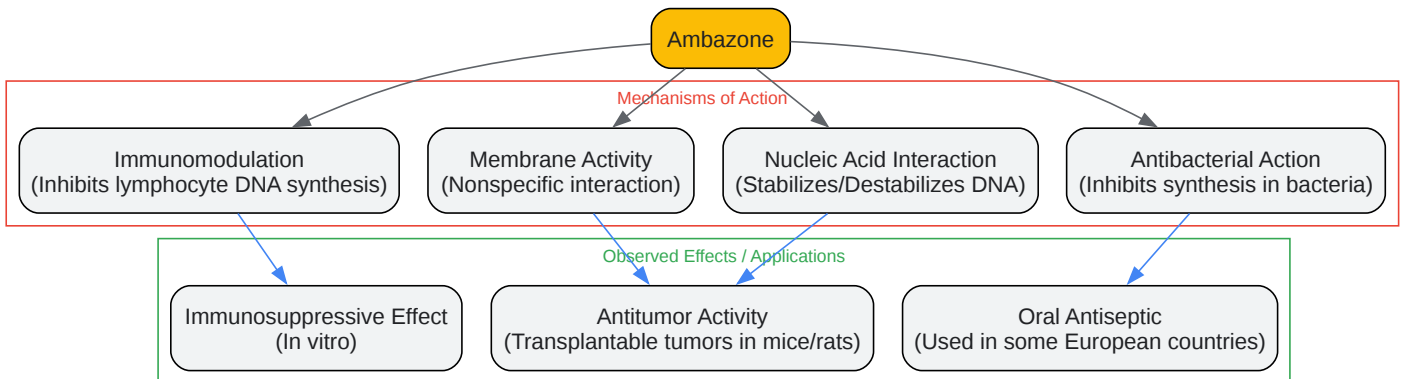 Ambazone
Mechanisms of Action
Immunomodulation
(Inhibits lymphocyte DNA synthesis)
Membrane Activity
(Nonspecific interaction)
Nucleic Acid Interaction
(Stabilizes/Destabilizes DNA)
Antibacterial Action
(Inhibits synthesis in bacteria)
Observed Effects / Applications
Immunosuppressive Effect
(In vitro)
Antitumor Activity
(Transplantable tumors in mice/rats)
Oral Antiseptic
(Used in some European countries)